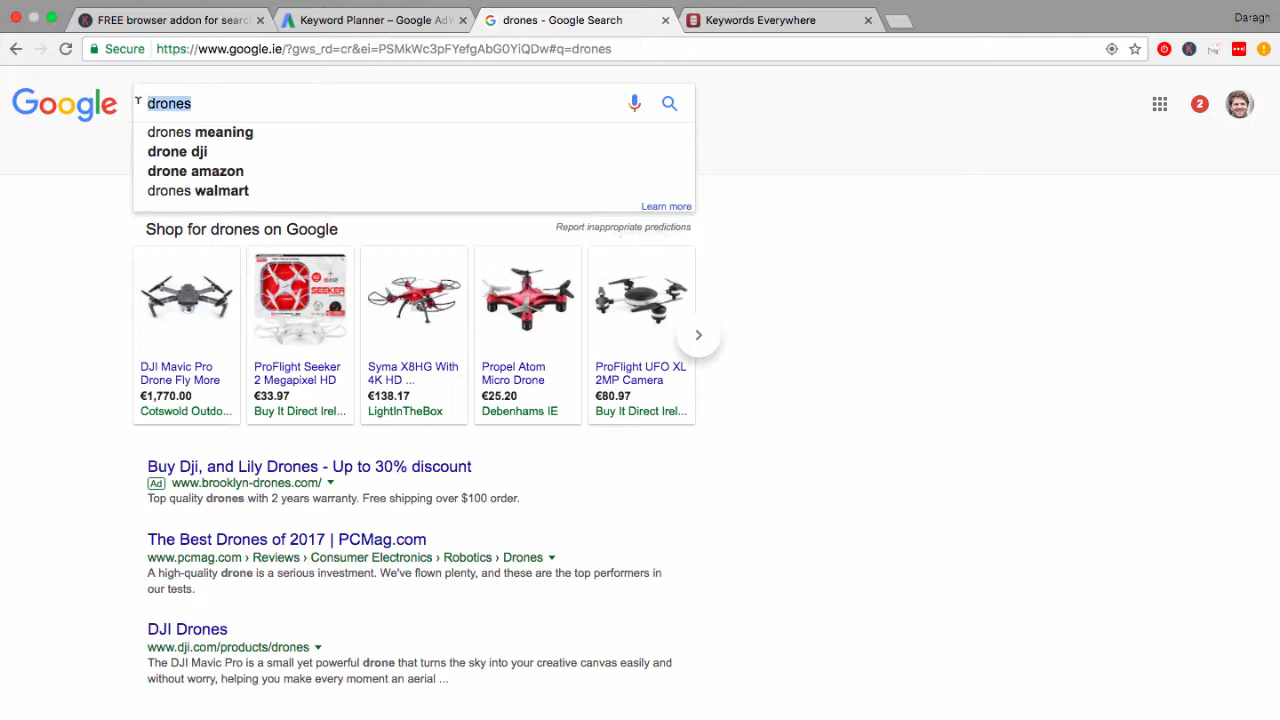 FREE browser addon for searc
Keyword Planner – Google AdW
drones - Google Search
Keywords Everywhere
Daragh
Secure
https://www.google.ie/?gws_rd=cr&ei=PSMkWc3pFYefgAbG0YiQDw#q=drones
Google
drones
2
drones meaning
drone dji
drone amazon
drones walmart
Learn more
Shop for drones on Google
Report inappropriate predictions
DJI Mavic Pro
Drone Fly More
€1,770.00
Cotswold Outdo...
SEEKER
ProFlight Seeker
2 Megapixel HD
€33.97
Buy It Direct Irel...
Syma X8HG With
4K HD ...
€138.17
LightInTheBox
Propel Atom
Micro Drone
€25.20
Debenhams IE
ProFlight UFO XL
2MP Camera
€80.97
Buy It Direct Irel...
Buy Dji, and Lily Drones - Up to 30% discount
Ad www.brooklyn-drones.com/
Top quality drones with 2 years warranty. Free shipping over $100 order.
The Best Drones of 2017 | PCMag.com
www.pcmag.com › Reviews › Consumer Electronics › Robotics › Drones
A high-quality drone is a serious investment. We've flown plenty, and these are the top performers in
our tests.
DJI Drones
www.dji.com/products/drones
The DJI Mavic Pro is a small yet powerful drone that turns the sky into your creative canvas easily and
without worry, helping you make every moment an aerial ...